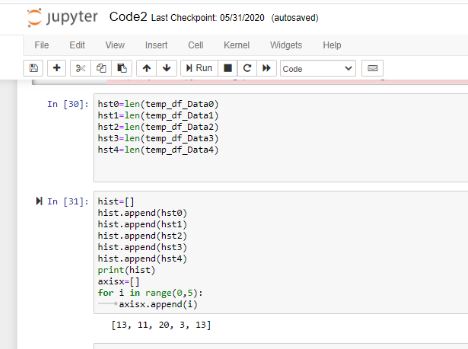 jupyter Code2 Last Checkpoint: 05/31/2020 (autosaved)
File Edit View Insert Cell Kernel Widgets Help
Run Code
In [30]: hst0=len(temp_df_Data0)
hst1=len(temp_df_Data1)
hst2=len(temp_df_Data2)
hst3=len(temp_df_Data3)
hst4=len(temp_df_Data4)
In [31]: hist=[]
hist.append(hst0)
hist.append(hst1)
hist.append(hst2)
hist.append(hst3)
hist.append(hst4)
print(hist)
axisx=[]
for i in range(0,5):
axisx.append(i)
[13, 11, 20, 3, 13]